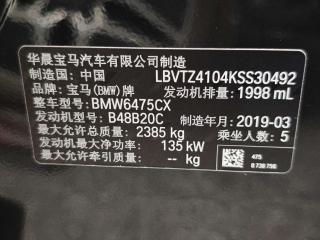 华晨宝马汽车有限公司制造
制造国：中国 LBVTZ4104KSS30492
宝马(BMW)牌 发动机排量：1998 mL
整车型号：BMW6475CX
发动机型号：B48B20C 制造年月：2019-03
最大允许总质量：2385 kg 乘坐人数：5
发动机最大净功率：135 kW
最大允许牵引质量：-- kg
475
8 738 756